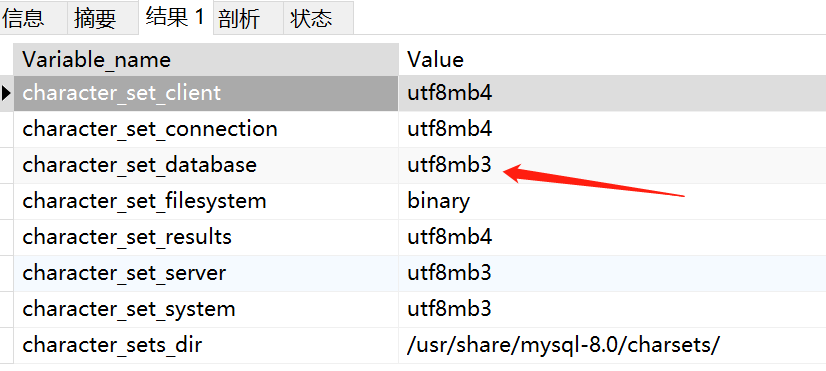 信息 摘要 结果 1 剖析 状态
Variable_name Value
character_set_client utf8mb4
character_set_connection utf8mb4
character_set_database utf8mb3
character_set_filesystem binary
character_set_results utf8mb4
character_set_server utf8mb3
character_set_system utf8mb3
character_sets_dir /usr/share/mysql-8.0/charsets/